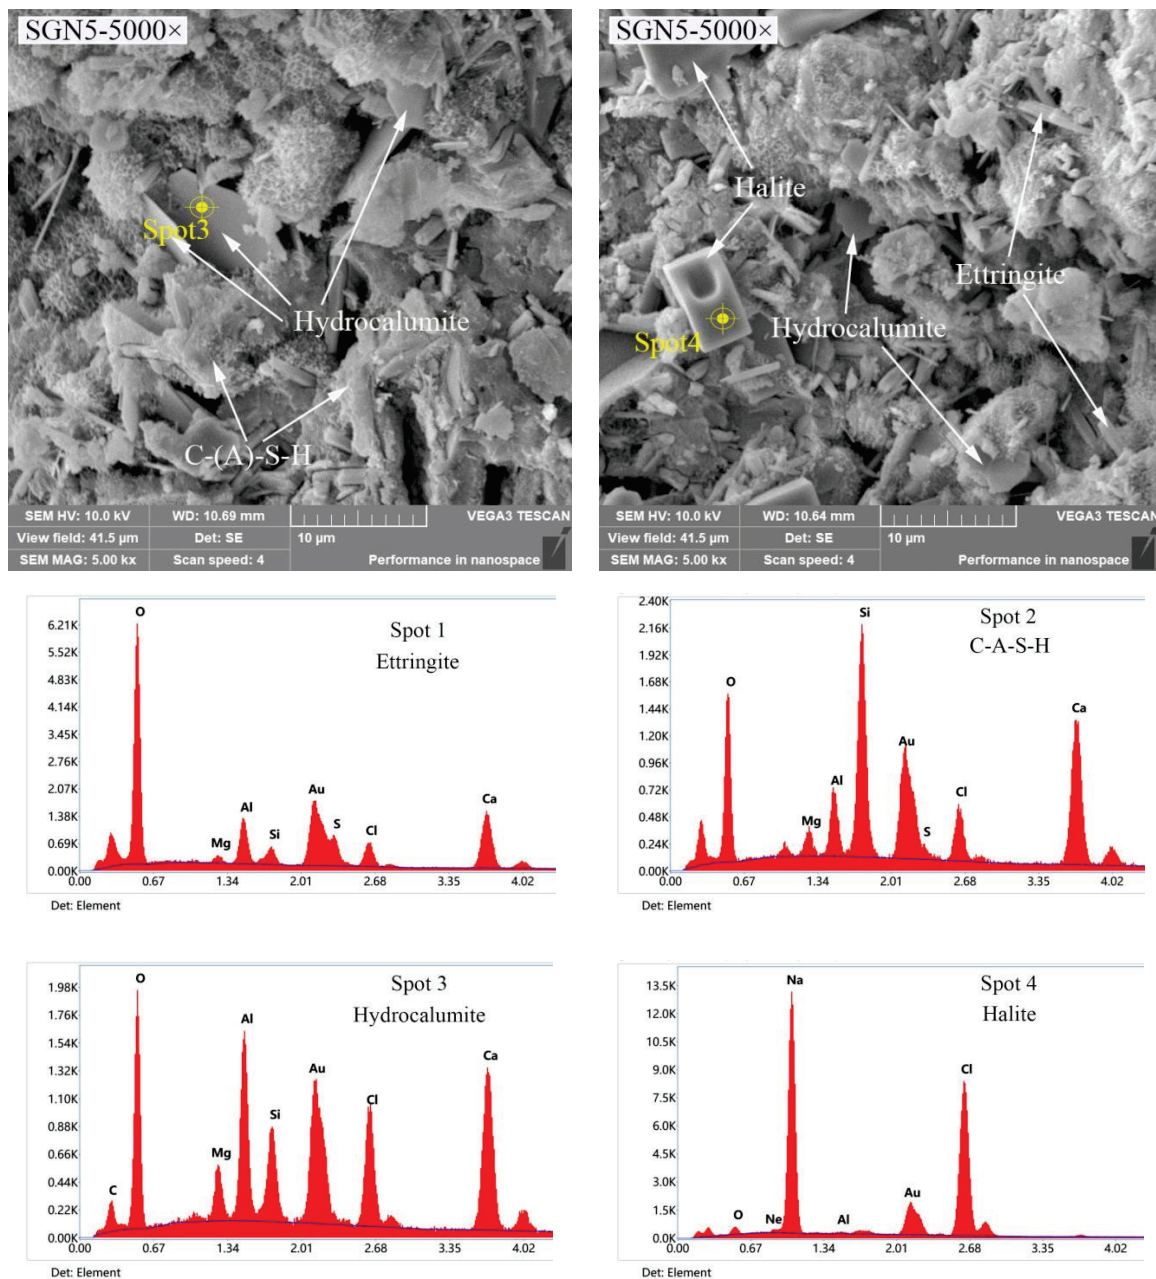 SGN5-5000×
Spot3
Hydrocalumite
C-(A)-S-H
SEM HV: 10.0 kV
WD: 10.69 mm
VEGA3 TESCAN
View field: 41.5 µm
Det: SE
10 µm
SEM MAG: 5.00 kx
Scan speed: 4
Performance in nanospace
SGN5-5000×
Halite
Ettringite
Hydrocalumite
Spot4
SEM HV: 10.0 kV
WD: 10.64 mm
VEGA3 TESCAN
View field: 41.5 µm
Det: SE
10 µm
SEM MAG: 5.00 kx
Scan speed: 4
Performance in nanospace
Spot 1
Ettringite
6.21K
5.52K
4.83K
4.14K
3.45K
2.76K
2.07K
1.38K
0.69K
0.00K
O
Mg
Al
Si
Au
S
Cl
Ca
0.00 0.67 1.34 2.01 2.68 3.35 4.02
Det: Element
Spot 2
C-A-S-H
2.40K
2.16K
1.92K
1.68K
1.44K
1.20K
0.96K
0.72K
0.48K
0.24K
0.00K
O
Mg
Al
Si
Au
S
Cl
Ca
0.00 0.67 1.34 2.01 2.68 3.35 4.02
Det: Element
Spot 3
Hydrocalumite
1.98K
1.76K
1.54K
1.32K
1.10K
0.88K
0.66K
0.44K
0.22K
0.00K
C
O
Mg
Al
Si
Au
Cl
Ca
0.00 0.67 1.34 2.01 2.68 3.35 4.02
Det: Element
Spot 4
Halite
13.5K
12.0K
10.5K
9.0K
7.5K
6.0K
4.5K
3.0K
1.5K
0.0K
O
Ne
Na
Al
Au
Cl
0.00 0.67 1.34 2.01 2.68 3.35 4.02
Det: Element